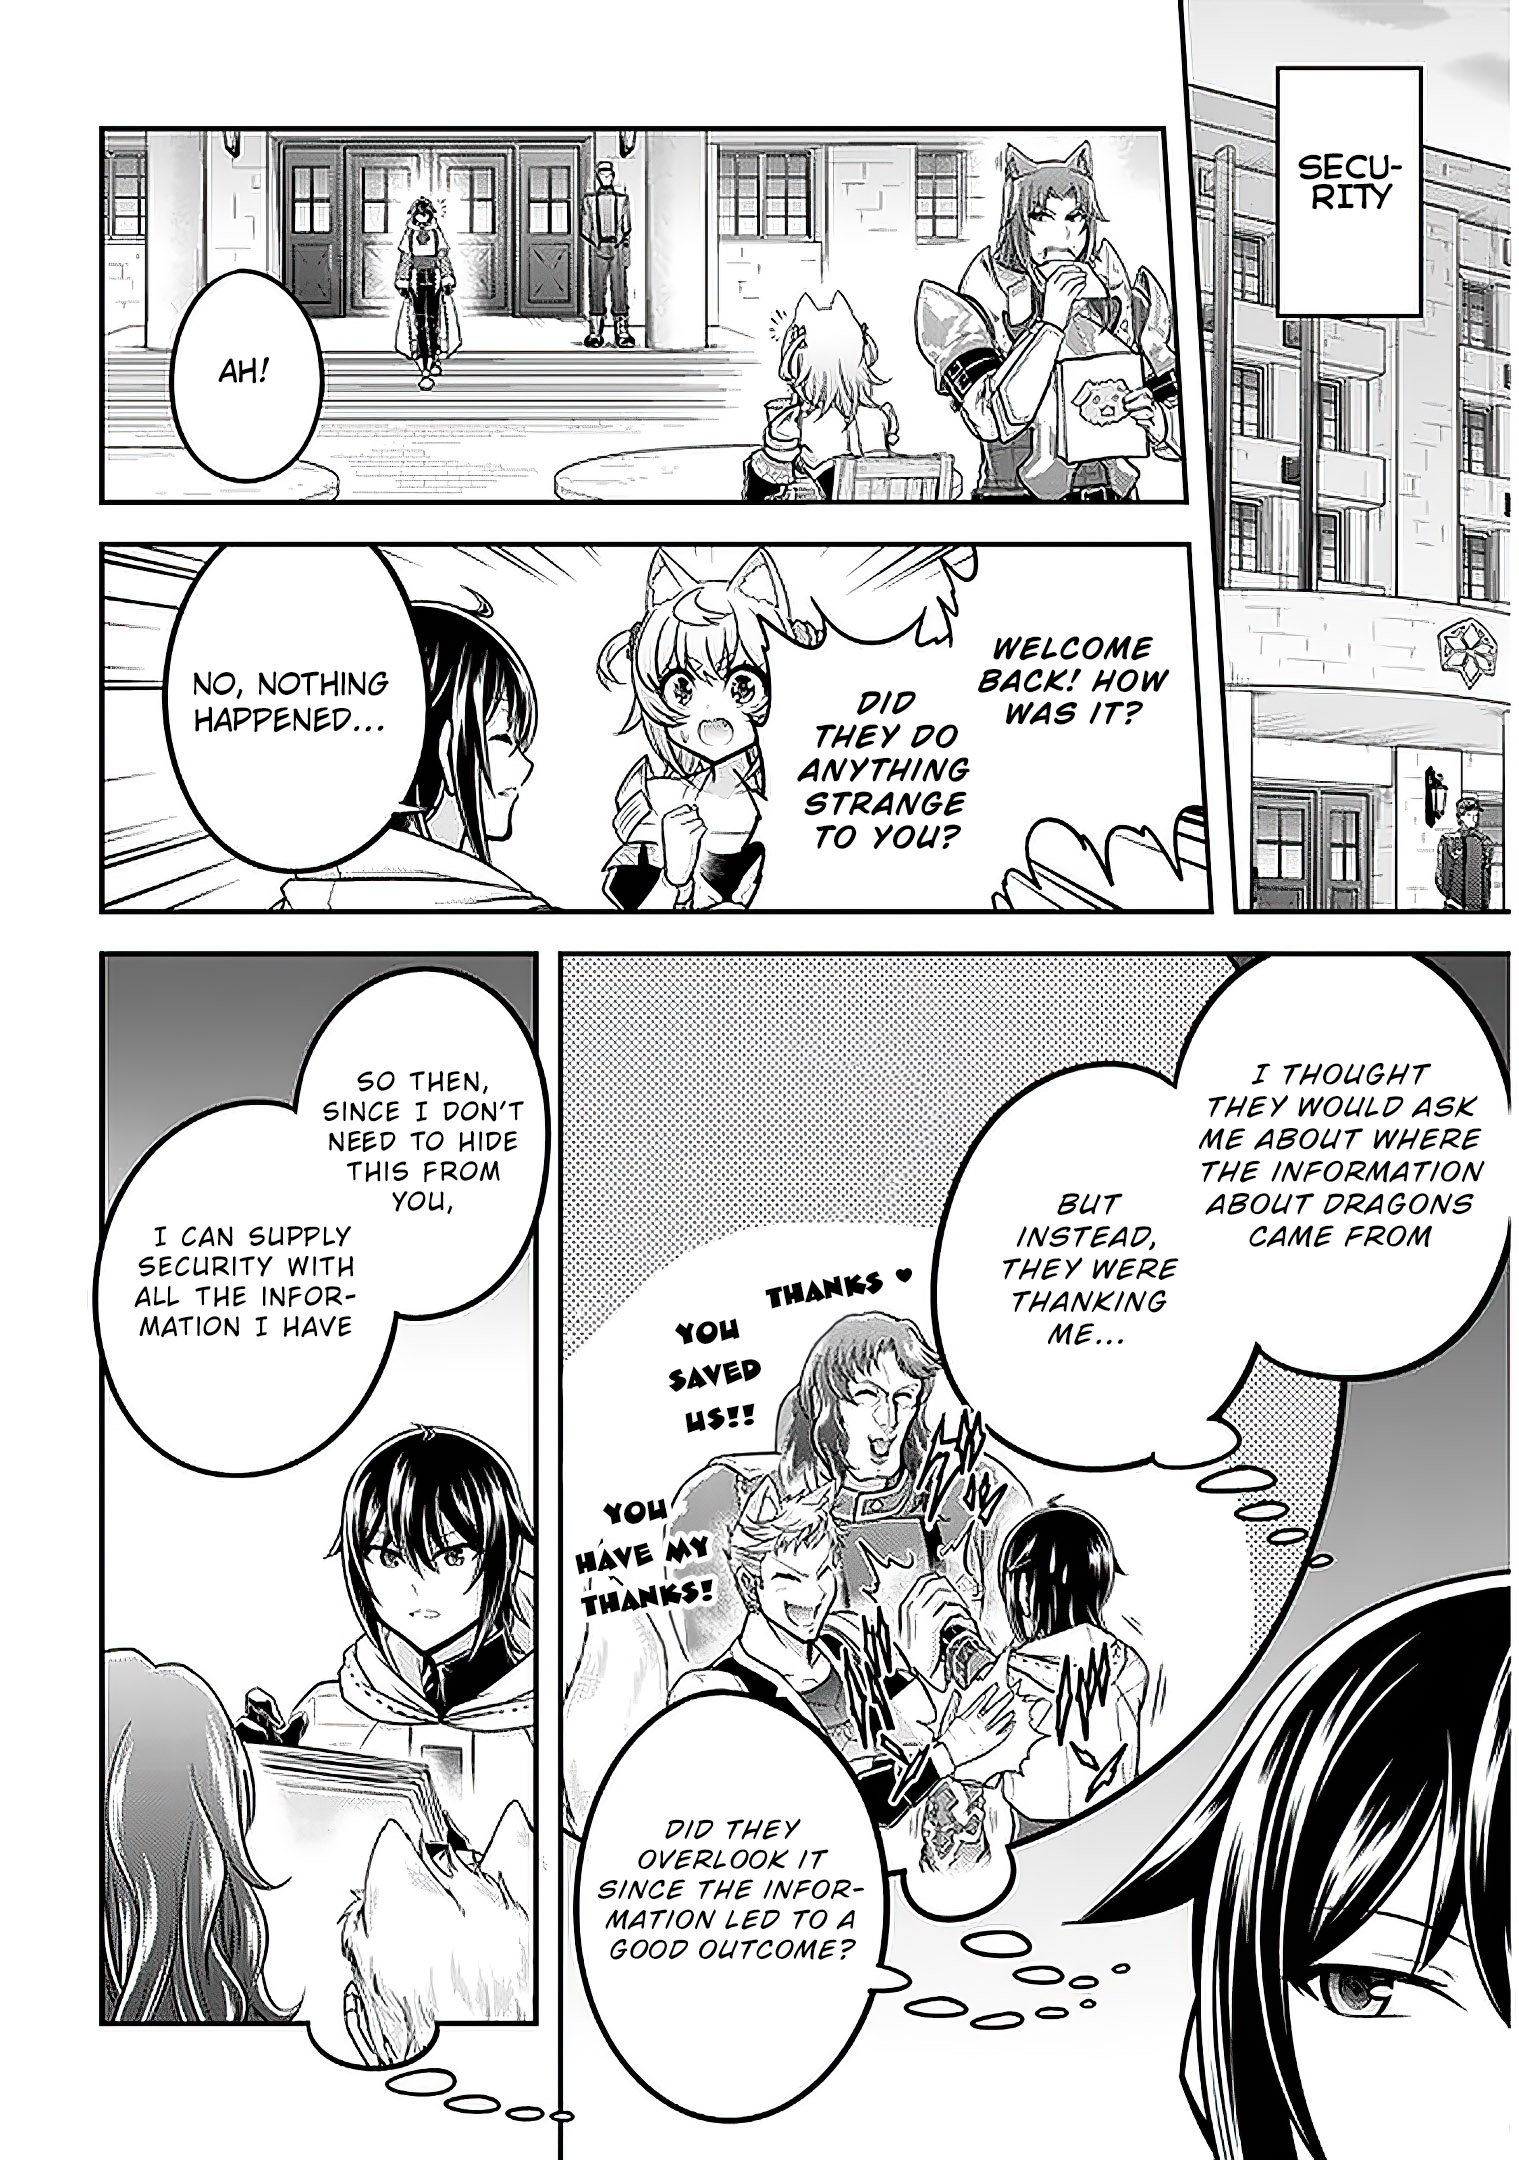 SECU-
RITY
AH!
WELCOME
BACK! HOW
WAS IT?
DID
THEY DO
ANYTHING
STRANGE
TO YOU?
NO, NOTHING
HAPPENED...
I THOUGHT
THEY WOULD ASK
ME ABOUT WHERE
THE INFORMATION
ABOUT DRAGONS
CAME FROM
BUT
INSTEAD,
THEY WERE
THANKING
ME...
THANKS ♥
YOU
SAVED
US!!
YOU
HAVE MY
THANKS!
DID THEY
OVERLOOK IT
SINCE THE INFOR-
MATION LED TO A
GOOD OUTCOME?
SO THEN,
SINCE I DON'T
NEED TO HIDE
THIS FROM
YOU,
I CAN SUPPLY
SECURITY WITH
ALL THE INFOR-
MATION I HAVE